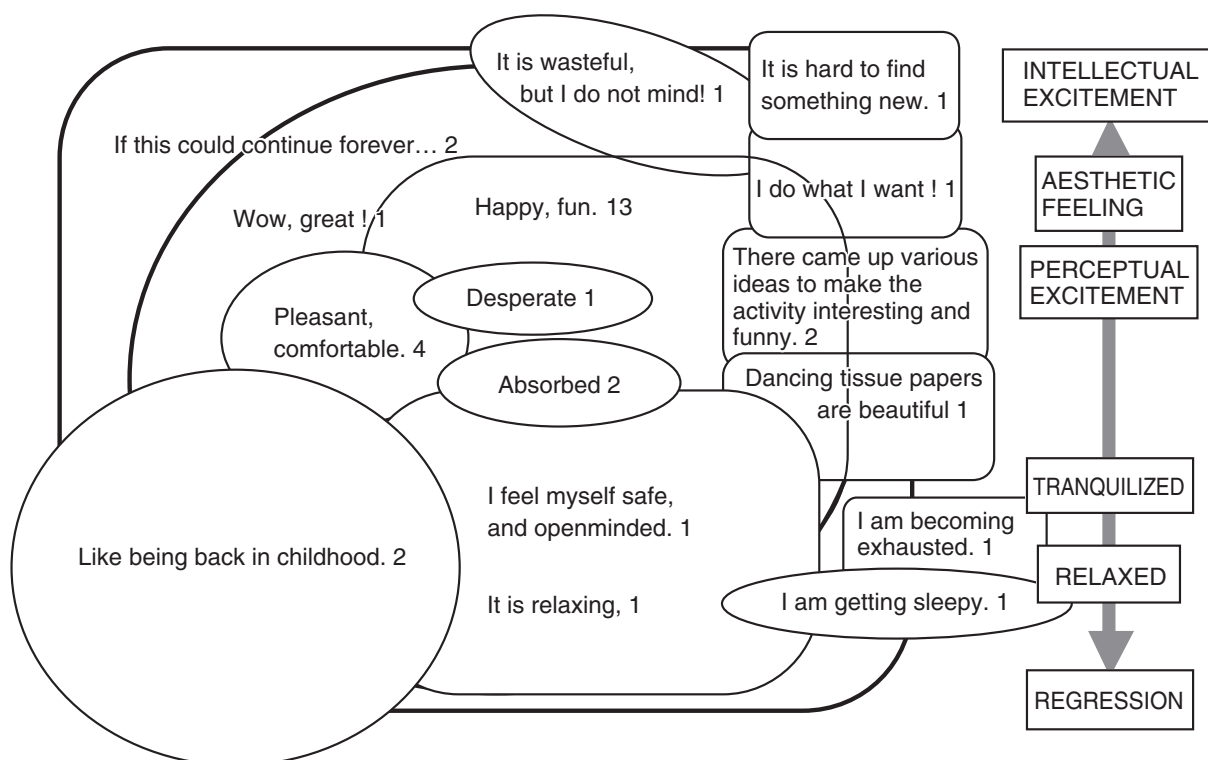 It is wasteful,
but I do not mind! 1
It is hard to find
something new. 1
INTELLECTUAL
EXCITEMENT
If this could continue forever… 2
I do what I want ! 1
AESTHETIC
FEELING
Wow, great ! 1
Happy, fun. 13
There came up various
ideas to make the
activity interesting and
funny. 2
PERCEPTUAL
EXCITEMENT
Desperate 1
Pleasant,
comfortable. 4
Absorbed 2
Dancing tissue papers
are beautiful 1
TRANQUILIZED
I feel myself safe,
and openminded. 1
I am becoming
exhausted. 1
Like being back in childhood. 2
RELAXED
It is relaxing, 1
I am getting sleepy. 1
REGRESSION